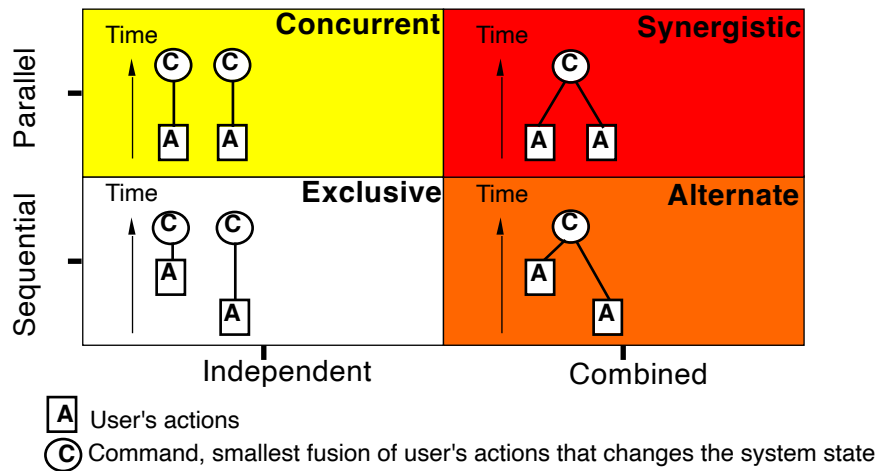 Concurrent
Synergistic
Time
Time
C
C
C
Parallel
A
A
A
A
Exclusive
Alternate
Time
Time
C
C
C
Sequential
A
A
A
A
Independent
Combined
A User's actions
C Command, smallest fusion of user's actions that changes the system state